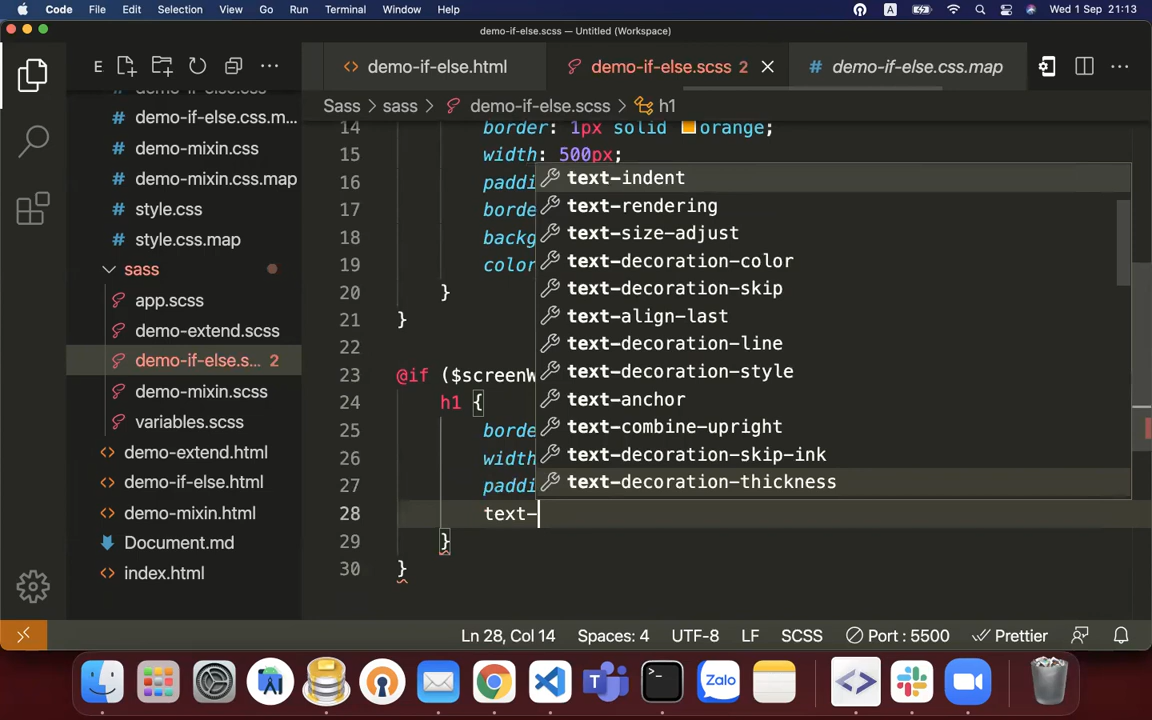 Code File Edit Selection View Go Run Terminal Window Help Wed 1 Sep 21:13
demo-if-else.scss — Untitled (Workspace)
E
demo-if-else.html
demo-if-else.scss 2
demo-if-else.css.map
Sass > sass > demo-if-else.scss > h1
demo-if-else.css
demo-if-else.css.m...
demo-mixin.css
demo-mixin.css.map
style.css
style.css.map
sass
app.scss
demo-extend.scss
demo-if-else.s... 2
demo-mixin.scss
variables.scss
demo-extend.html
demo-if-else.html
demo-mixin.html
Document.md
index.html
14 border: 1px solid orange;
15 width: 500px;
16 paddi
17 borde
18 backg
19 color
20 }
21 }
22
23 @if ($screenW
24 h1 {
25 borde
26 width
27 paddi
28 text-
29 }
30 }
text-indent
text-rendering
text-size-adjust
text-decoration-color
text-decoration-skip
text-align-last
text-decoration-line
text-decoration-style
text-anchor
text-combine-upright
text-decoration-skip-ink
text-decoration-thickness
Ln 28, Col 14 Spaces: 4 UTF-8 LF SCSS Port : 5500 Prettier
Zalo